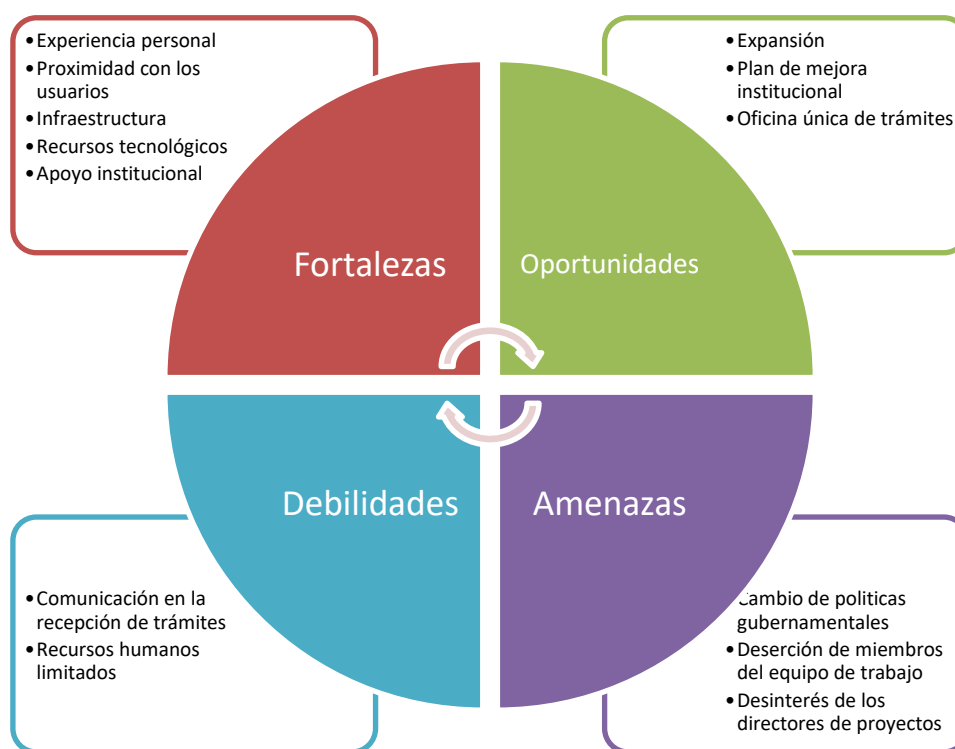 •Experiencia personal
•Proximidad con los
usuarios
•Infraestructura
•Recursos tecnológicos
•Apoyo institucional
•Expansión
•Plan de mejora
institucional
•Oficina única de trámites
Fortalezas
Oportunidades
Debilidades
Amenazas
•Comunicación en la
recepción de trámites
•Recursos humanos
limitados
Cambio de politicas
gubernamentales
•Deserción de miembros
del equipo de trabajo
•Desinterés de los
directores de proyectos